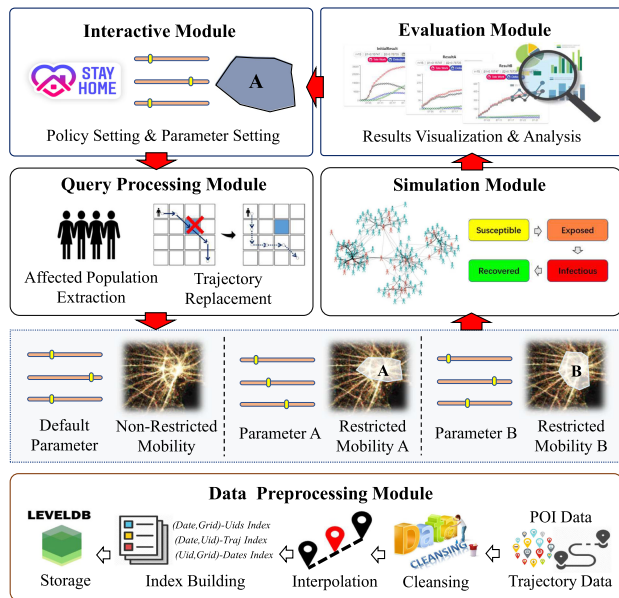 Interactive Module
STAY
HOME
A
Policy Setting & Parameter Setting
Evaluation Module
InitialResult
ResultA
ResultB
Results Visualization & Analysis
Query Processing Module
Affected Population
Extraction
Trajectory
Replacement
Simulation Module
Susceptible
Exposed
Recovered
Infectious
Default
Parameter
Non-Restricted
Mobility
Parameter A
A
Restricted
Mobility A
Parameter B
B
Restricted
Mobility B
Data Preprocessing Module
LEVELDB
Storage
(Date,Grid)-Uids Index
(Date,Uid)-Traj Index
(Uid,Grid)-Dates Index
Index Building
Interpolation
Data
CLEANSING
Cleansing
POI Data
Trajectory Data